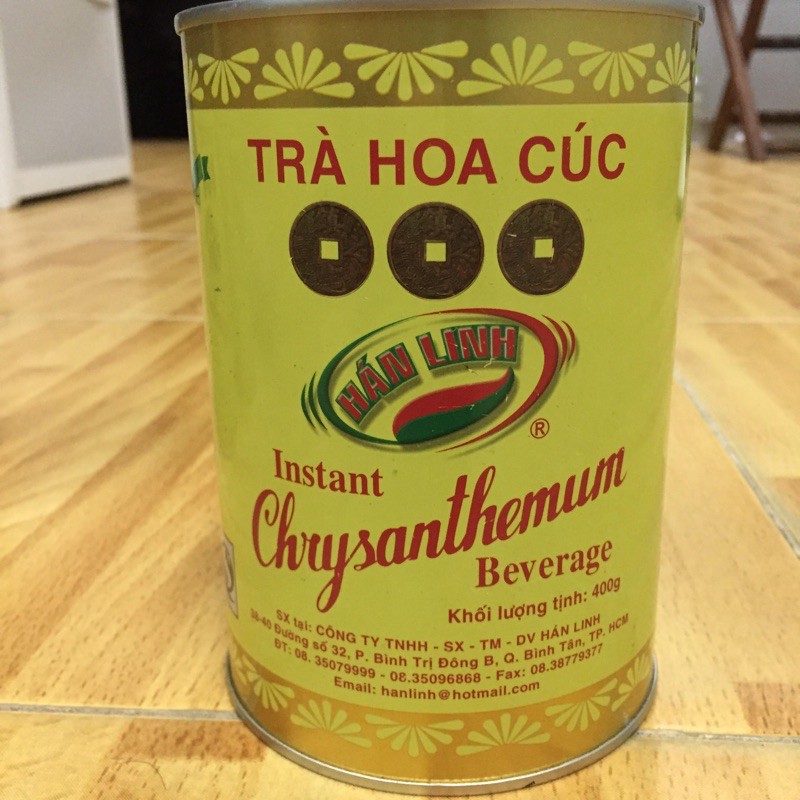 TRÀ HOA CÚC
HÁN LINH
®
Instant
Chrysanthemum
Beverage
Khối lượng tịnh: 400g
SX tại: CÔNG TY TNHH - SX - TM - DV HÁN LINH
38-40 Đường số 32, P. Bình Trị Đông B, Q. Bình Tân, TP. HCM
ĐT: 08. 35079999 - 08.35096868 - Fax: 08.38779377
Email: hanlinh@hotmail.com